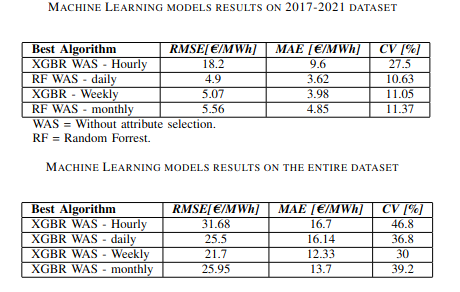 MACHINE LEARNING MODELS RESULTS ON 2017-2021 DATASET
Best Algorithm RMSE[€/MWh] MAE [€/MWh] CV [%]
XGBR WAS - Hourly 18.2 9.6 27.5
RF WAS - daily 4.9 3.62 10.63
XGBR - Weekly 5.07 3.98 11.05
RF WAS - monthly 5.56 4.85 11.37
WAS = Without attribute selection.
RF = Random Forrest.
MACHINE LEARNING MODELS RESULTS ON THE ENTIRE DATASET
Best Algorithm RMSE[€/MWh] MAE [€/MWh] CV [%]
XGBR WAS - Hourly 31.68 16.7 46.8
XGBR WAS - daily 25.5 16.14 36.8
XGBR WAS - Weekly 21.7 12.33 30
XGBR WAS - monthly 25.95 13.7 39.2